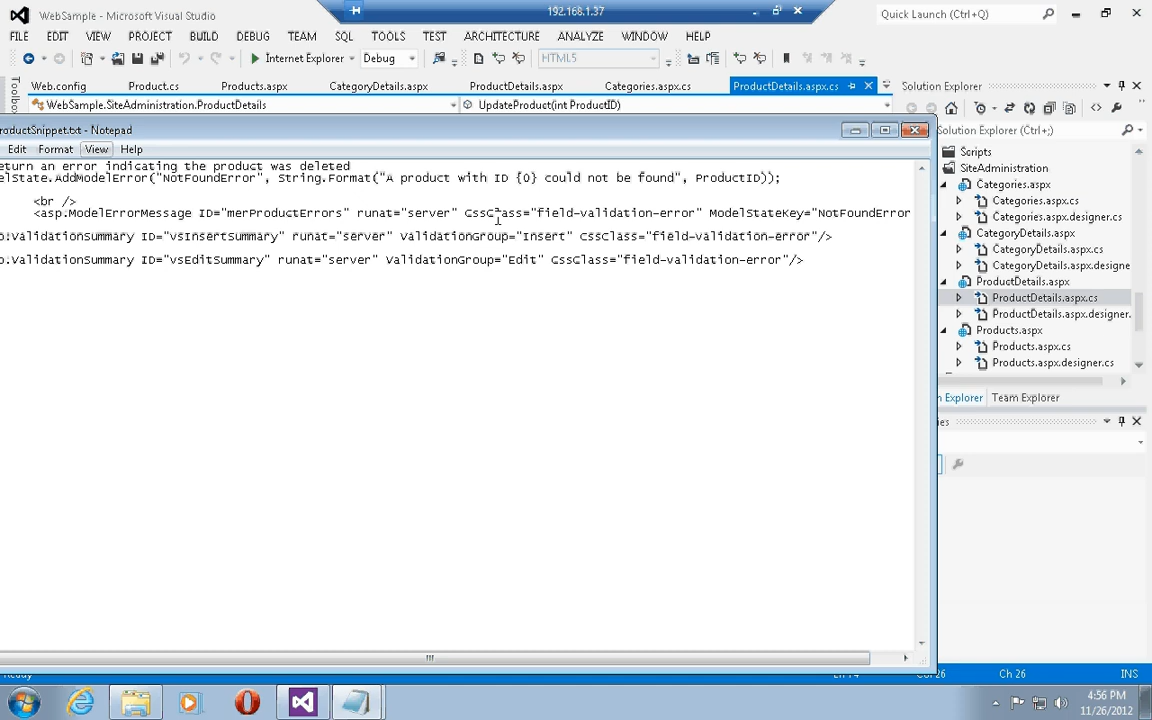 WebSample - Microsoft Visual Studio
192.168.1.37
Quick Launch (Ctrl+Q)
FILE EDIT VIEW PROJECT BUILD DEBUG TEAM SQL TOOLS TEST ARCHITECTURE ANALYZE WINDOW HELP
Internet Explorer Debug HTML5
Toolbox
Web.config Product.cs Products.aspx CategoryDetails.aspx ProductDetails.aspx Categories.aspx.cs ProductDetails.aspx.cs
Solution Explorer
WebSample.SiteAdministration.ProductDetails UpdateProduct(int ProductID)
roductSnippet.txt - Notepad
Solution Explorer (Ctrl+;)
Edit Format View Help
eturn an error indicating the product was deleted
elState.AddModelError("NotFoundError", String.Format("A product with ID {0} could not be found", ProductID));
<br />
<asp.ModelErrorMessage ID="merProductErrors" runat="server" CssClass="field-validation-error" ModelStateKey="NotFoundError
o:ValidationSummary ID="vsInsertSummary" runat="server" ValidationGroup="Insert" CssClass="field-validation-error"/>
o:ValidationSummary ID="vsEditSummary" runat="server" ValidationGroup="Edit" CssClass="field-validation-error"/>
Scripts
SiteAdministration
Categories.aspx
Categories.aspx.cs
Categories.aspx.designer.cs
CategoryDetails.aspx
CategoryDetails.aspx.cs
CategoryDetails.aspx.designe
ProductDetails.aspx
ProductDetails.aspx.cs
ProductDetails.aspx.designer.
Products.aspx
Products.aspx.cs
Products.aspx.designer.cs
n Explorer Team Explorer
ies
Ch 26 INS
4:56 PM
11/26/2012